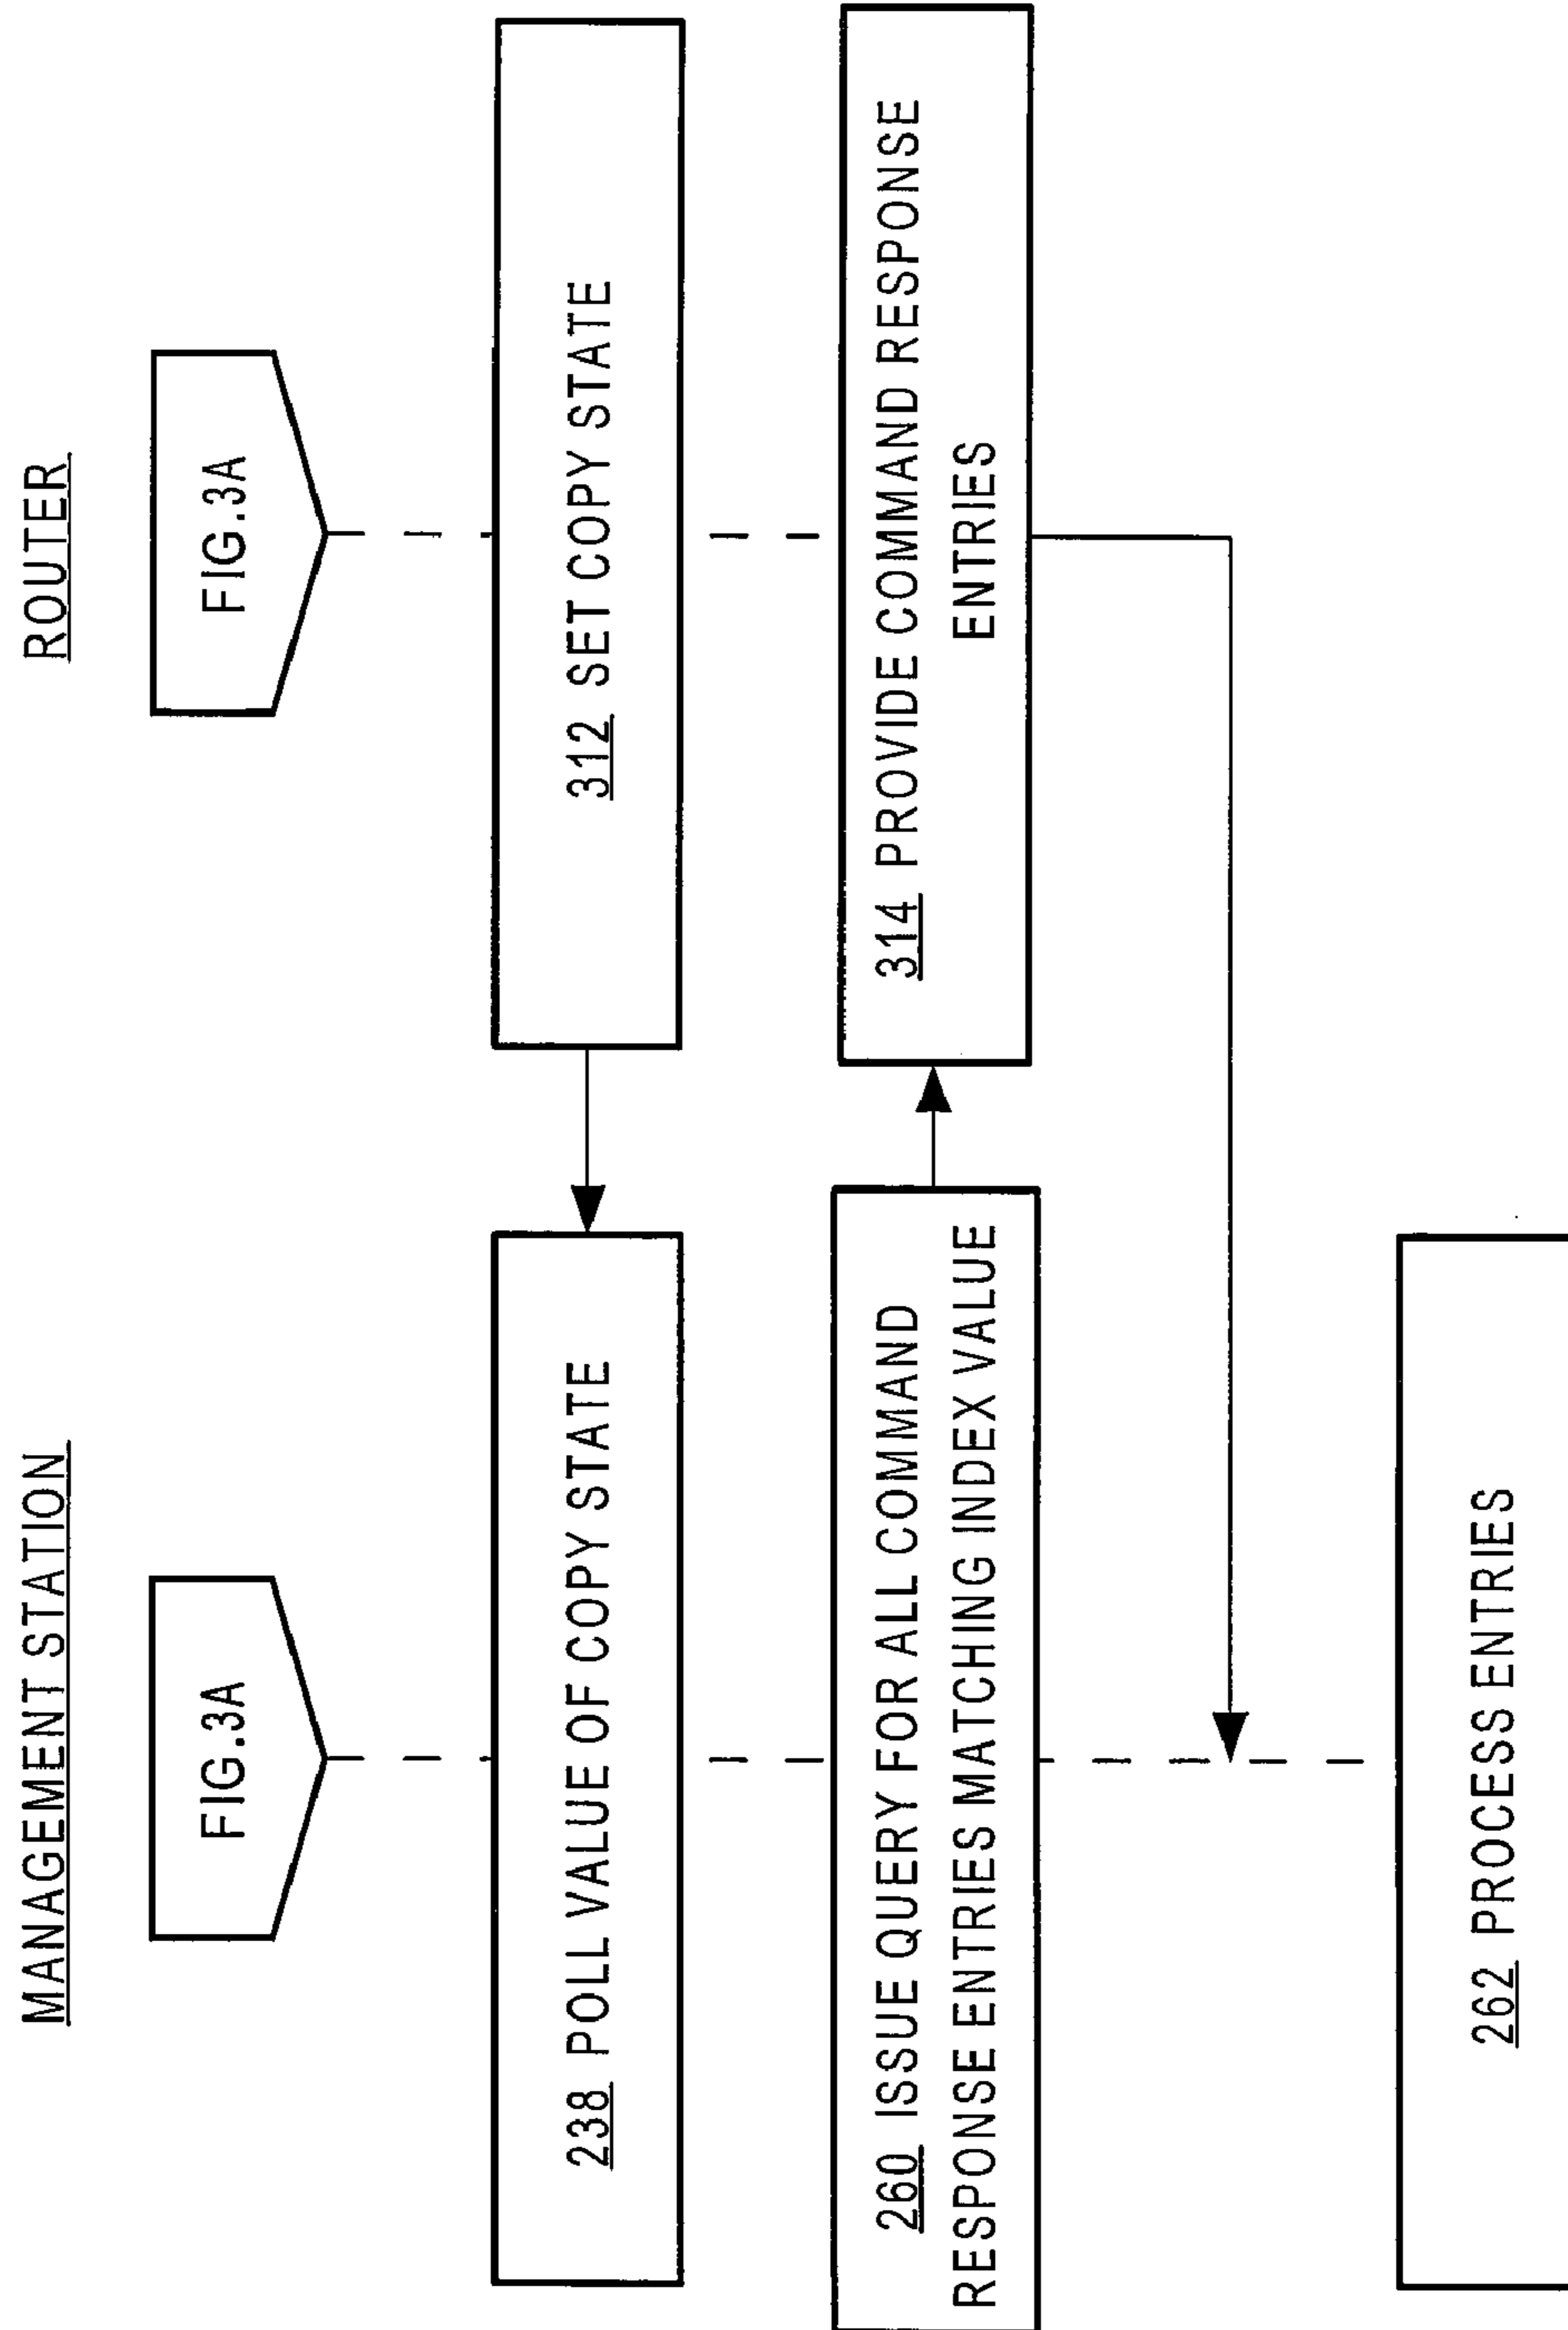 MANAGEMENT STATION
ROUTER
FIG.3A
FIG.3A
238 POLL VALUE OF COPY STATE
312 SET COPY STATE
260 ISSUE QUERY FOR ALL COMMAND
RESPONSE ENTRIES MATCHING INDEX VALUE
314 PROVIDE COMMAND RESPONSE
ENTRIES
262 PROCESS ENTRIES